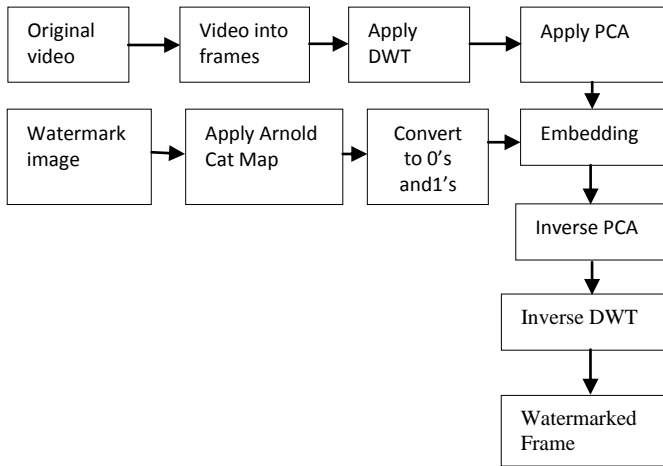 Original
video
Video into
frames
Apply
DWT
Apply PCA
Watermark
image
Apply Arnold
Cat Map
Convert
to 0’s
and1’s
Embedding
Inverse PCA
Inverse DWT
Watermarked
Frame